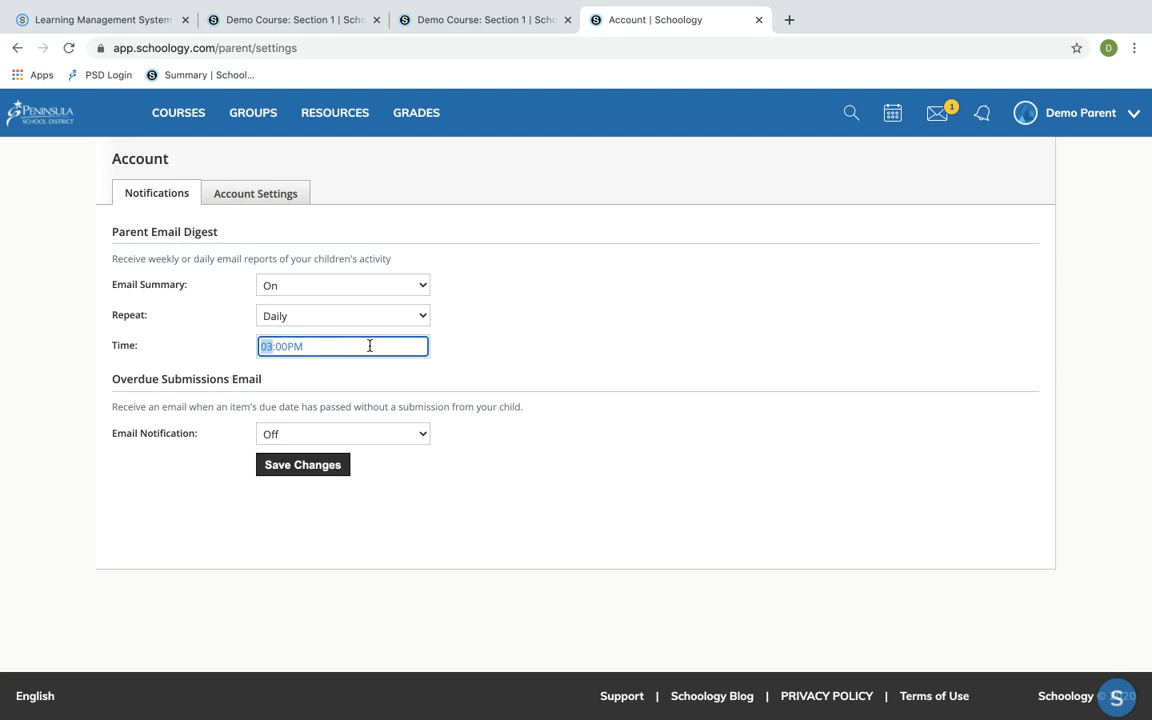 Learning Management System
Demo Course: Section 1 | Scho
Demo Course: Section 1 | Scho
Account | Schoology
app.schoology.com/parent/settings
D
Apps
PSD Login
Summary | School...
PENINSULA
SCHOOL DISTRICT
COURSES
GROUPS
RESOURCES
GRADES
1
Demo Parent
Account
Notifications
Account Settings
Parent Email Digest
Receive weekly or daily email reports of your children's activity
Email Summary:
On
Repeat:
Daily
Time:
03:00PM
Overdue Submissions Email
Receive an email when an item's due date has passed without a submission from your child.
Email Notification:
Off
Save Changes
English
Support | Schoology Blog | PRIVACY POLICY | Terms of Use
Schoology
S